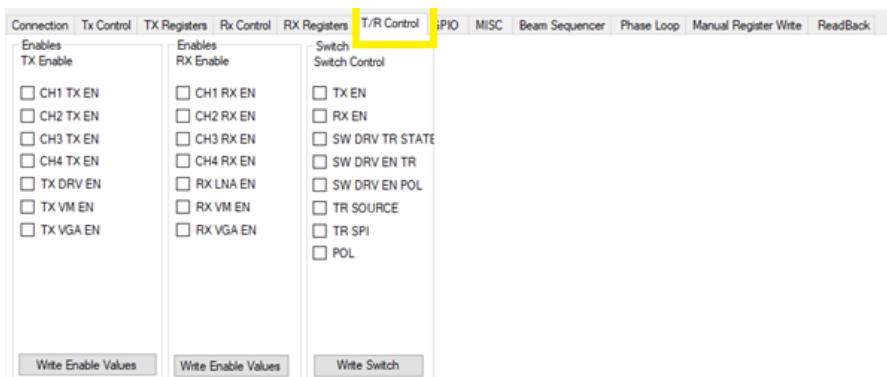 Connection Tx Control TX Registers Rx Control RX Registers T/R Control GPIO MISC Beam Sequencer Phase Loop Manual Register Write ReadBack
Enables
TX Enable
CH1 TX EN
CH2 TX EN
CH3 TX EN
CH4 TX EN
TX DRV EN
TX VM EN
TX VGA EN
Write Enable Values
Enables
RX Enable
CH1 RX EN
CH2 RX EN
CH3 RX EN
CH4 RX EN
RX LNA EN
RX VM EN
RX VGA EN
Write Enable Values
Switch
Switch Control
TX EN
RX EN
SW DRV TR STATE
SW DRV EN TR
SW DRV EN POL
TR SOURCE
TR SPI
POL
Write Switch